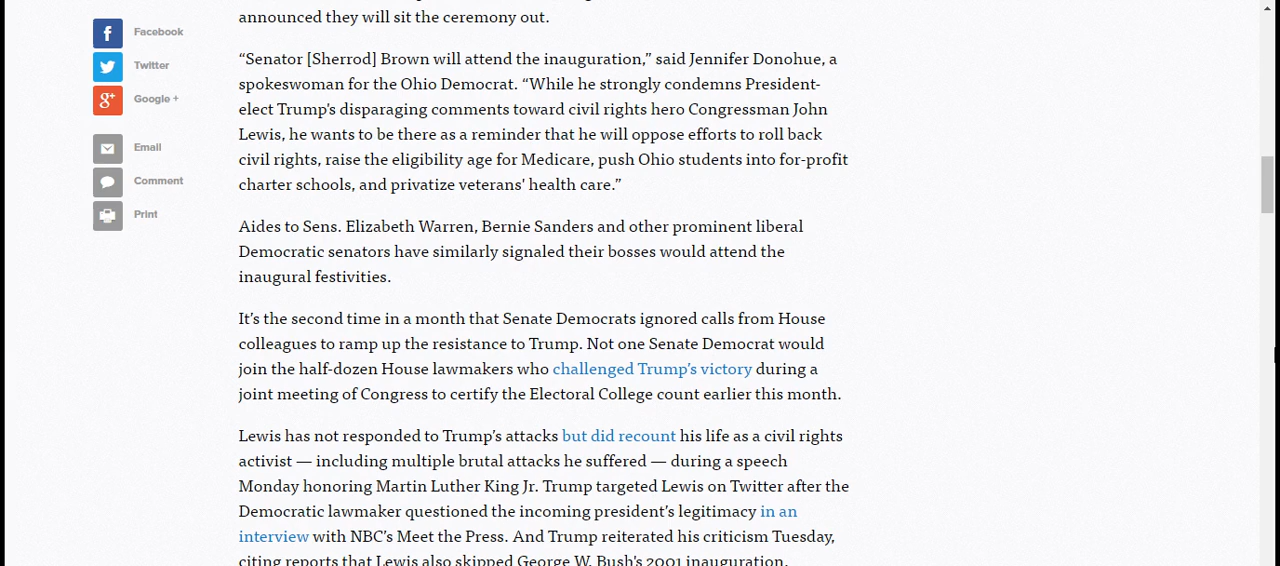 announced they will sit the ceremony out.
Facebook
Twitter
Google +
Email
Comment
Print
“Senator [Sherrod] Brown will attend the inauguration,” said Jennifer Donohue, a
spokeswoman for the Ohio Democrat. “While he strongly condemns President-
elect Trump’s disparaging comments toward civil rights hero Congressman John
Lewis, he wants to be there as a reminder that he will oppose efforts to roll back
civil rights, raise the eligibility age for Medicare, push Ohio students into for-profit
charter schools, and privatize veterans' health care.”
Aides to Sens. Elizabeth Warren, Bernie Sanders and other prominent liberal
Democratic senators have similarly signaled their bosses would attend the
inaugural festivities.
It’s the second time in a month that Senate Democrats ignored calls from House
colleagues to ramp up the resistance to Trump. Not one Senate Democrat would
join the half-dozen House lawmakers who challenged Trump’s victory during a
joint meeting of Congress to certify the Electoral College count earlier this month.
Lewis has not responded to Trump’s attacks but did recount his life as a civil rights
activist — including multiple brutal attacks he suffered — during a speech
Monday honoring Martin Luther King Jr. Trump targeted Lewis on Twitter after the
Democratic lawmaker questioned the incoming president’s legitimacy in an
interview with NBC’s Meet the Press. And Trump reiterated his criticism Tuesday,
citing reports that Lewis also skipped George W. Bush’s 2001 inauguration.